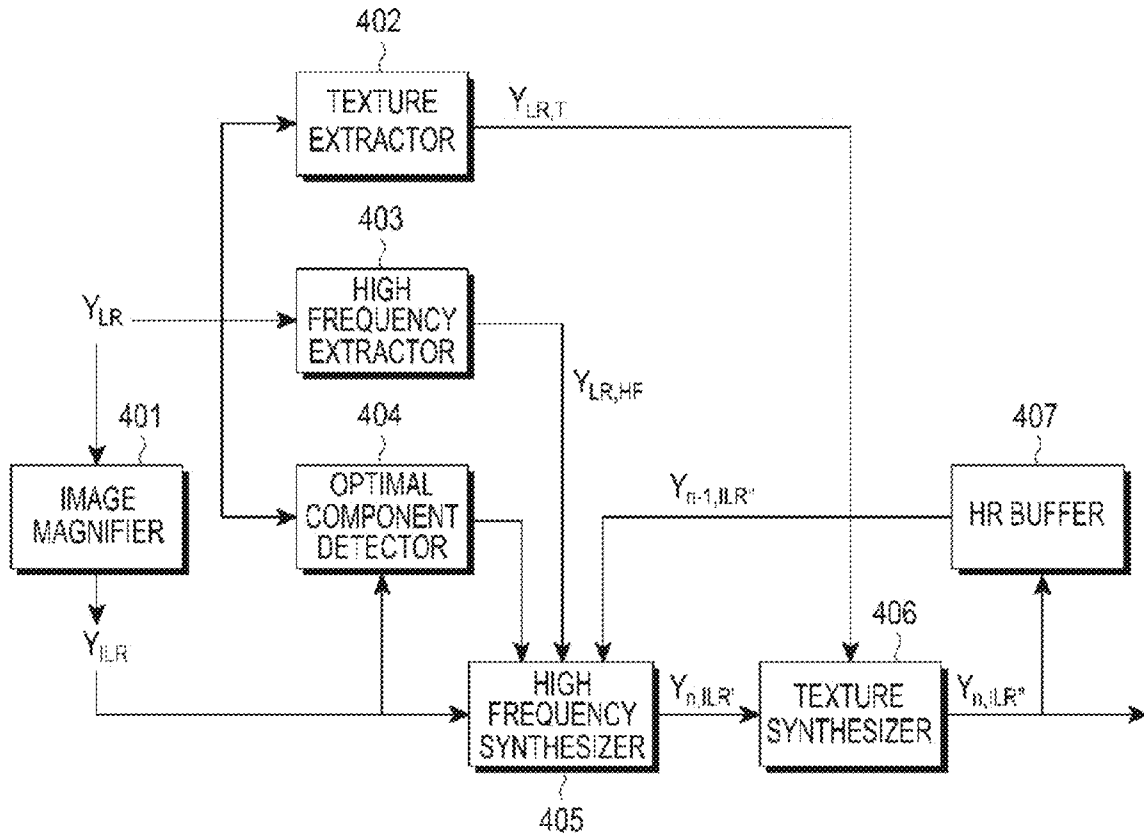 402
TEXTURE
EXTRACTOR
Y_LR,T
403
HIGH
FREQUENCY
EXTRACTOR
Y_LR
Y_LR,HF
401
IMAGE
MAGNIFIER
404
OPTIMAL
COMPONENT
DETECTOR
Y_n-1,ILR"
407
HR BUFFER
Y_ILR
406
HIGH
FREQUENCY
SYNTHESIZER
Y_n,ILR'
TEXTURE
SYNTHESIZER
Y_n,ILR"
405